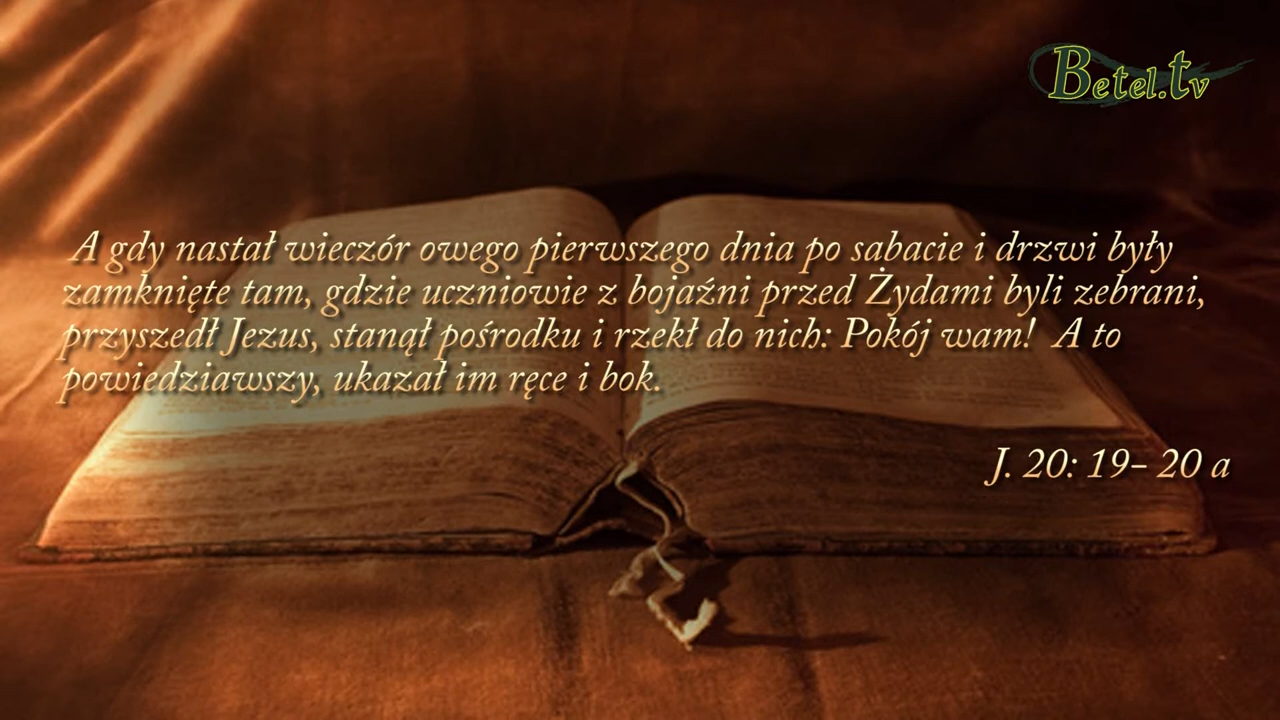 Betel.tv
A gdy nastał wieczór owego pierwszego dnia po sabacie i drzwi były
zamknięte tam, gdzie uczniowie z bojaźni przed Żydami byli zebrani,
przyszedł Jezus, stanął pośrodku i rzekł do nich: Pokój wam!  A to
powiedziawszy, ukazał im ręce i bok.
J. 20: 19– 20 a